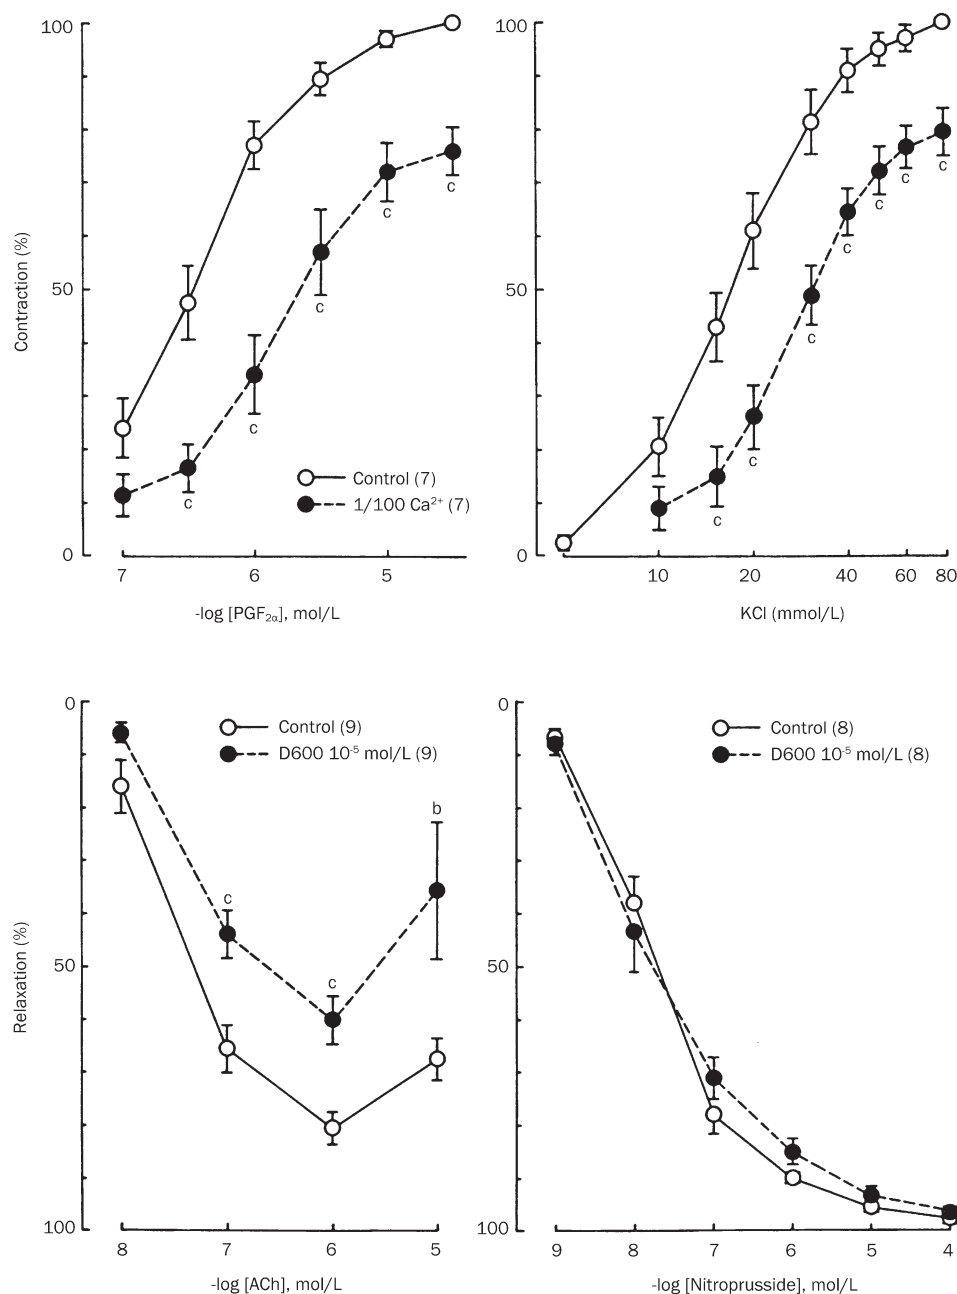 100
50
0
Contraction (%)
c
c
c
c
c
c
Control (7)
1/100 Ca²⁺ (7)
7 6 5
-log [PGF₂α], mol/L
100
50
0
c
c
c
c
c
c
c
10 20 40 60 80
KCl (mmol/L)
0
50
100
Relaxation (%)
Control (9)
D600 10⁻⁵ mol/L (9)
c
c
b
8 7 6 5
-log [ACh], mol/L
0
50
100
Control (8)
D600 10⁻⁵ mol/L (8)
9 8 7 6 5 4
-log [Nitroprusside], mol/L